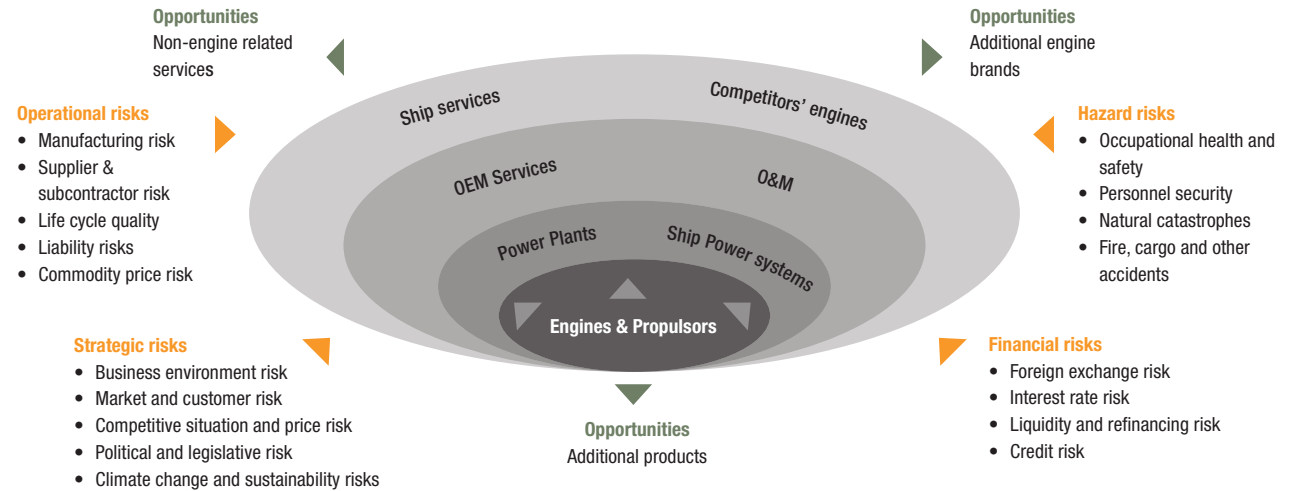 Opportunities
Non-engine related
services
Opportunities
Additional engine
brands
Operational risks
• Manufacturing risk
• Supplier &
subcontractor risk
• Life cycle quality
• Liability risks
• Commodity price risk
Ship services
Competitors' engines
OEM Services
O&M
Power Plants
Ship Power systems
Engines & Propulsors
Hazard risks
• Occupational health and
safety
• Personnel security
• Natural catastrophes
• Fire, cargo and other
accidents
Strategic risks
• Business environment risk
• Market and customer risk
• Competitive situation and price risk
• Political and legislative risk
• Climate change and sustainability risks
Opportunities
Additional products
Financial risks
• Foreign exchange risk
• Interest rate risk
• Liquidity and refinancing risk
• Credit risk